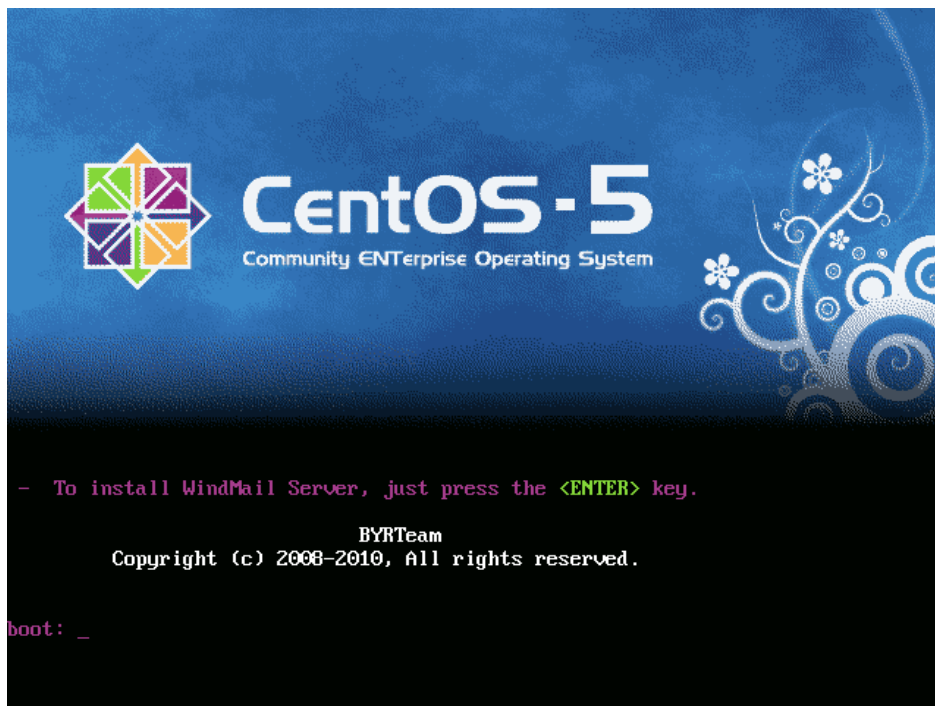 CentOS-5
Community ENTerprise Operating System
- To install WindMail Server, just press the <ENTER> key.
BYRTeam
Copyright (c) 2008-2010, All rights reserved.
boot: _